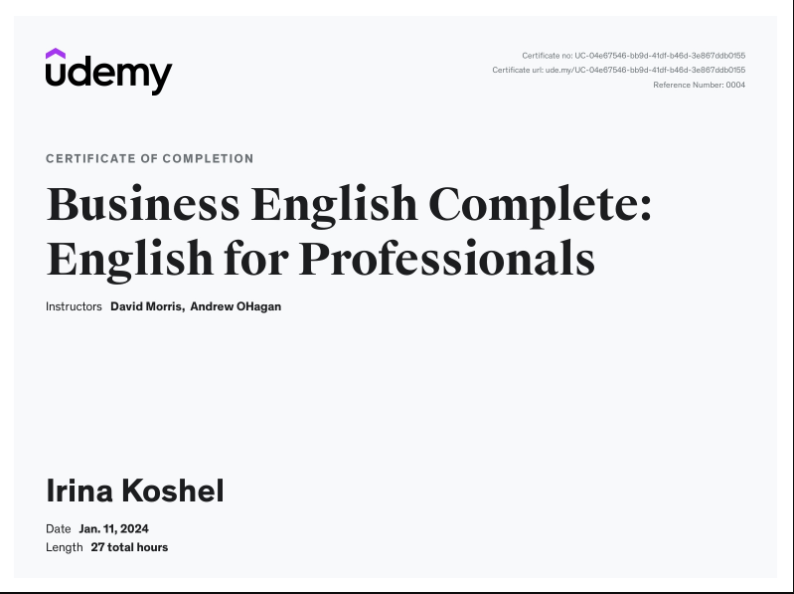 udemy
Certificate no: UC-04e67546-bb9d-41df-b46d-3e867ddb0155
Certificate url: ude.my/UC-04e67546-bb9d-41df-b46d-3e867ddb0155
Reference Number: 0004
CERTIFICATE OF COMPLETION
Business English Complete:
English for Professionals
Instructors David Morris, Andrew OHagan
Irina Koshel
Date Jan. 11, 2024
Length 27 total hours